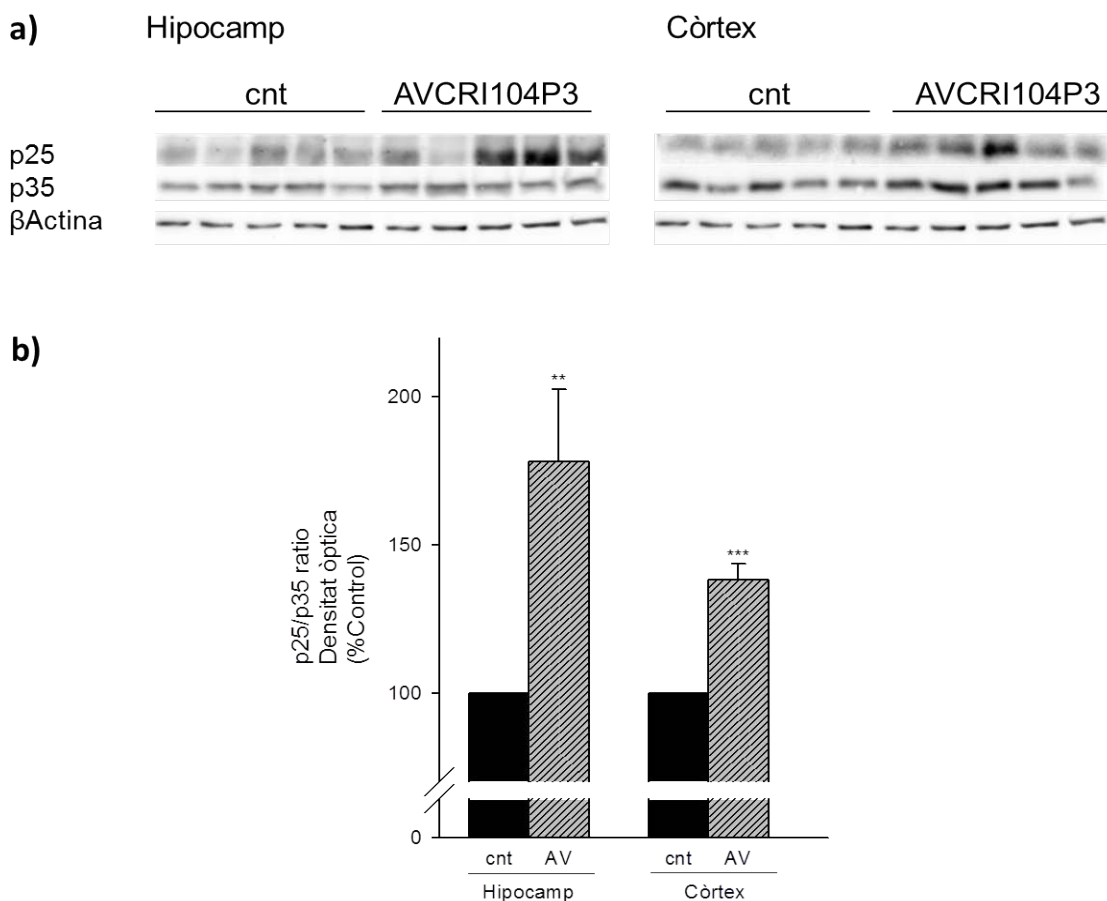 a) Hipocamp Còrtex
cnt AVCRI104P3 cnt AVCRI104P3
p25
p35
βActina
b)
200
150
100
0
p25/p35 ratio
Densitat òptica
(%Control)
**
***
cnt AV cnt AV
Hipocamp Còrtex